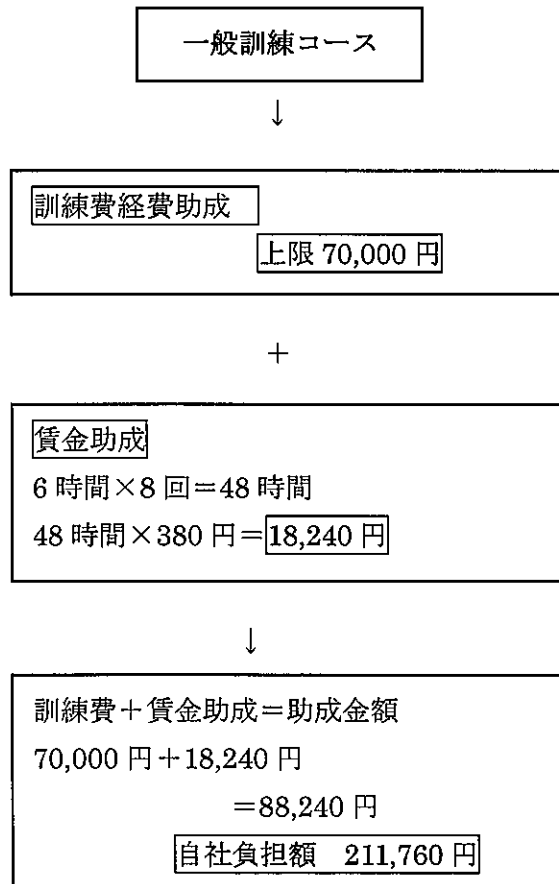 一般訓練コース
↓
訓練費経費助成
上限 70,000 円
+
賃金助成
6 時間×8 回=48 時間
48 時間×380 円=18,240 円
↓
訓練費+賃金助成=助成金額
70,000 円+18,240 円
=88,240 円
自社負担額 211,760 円